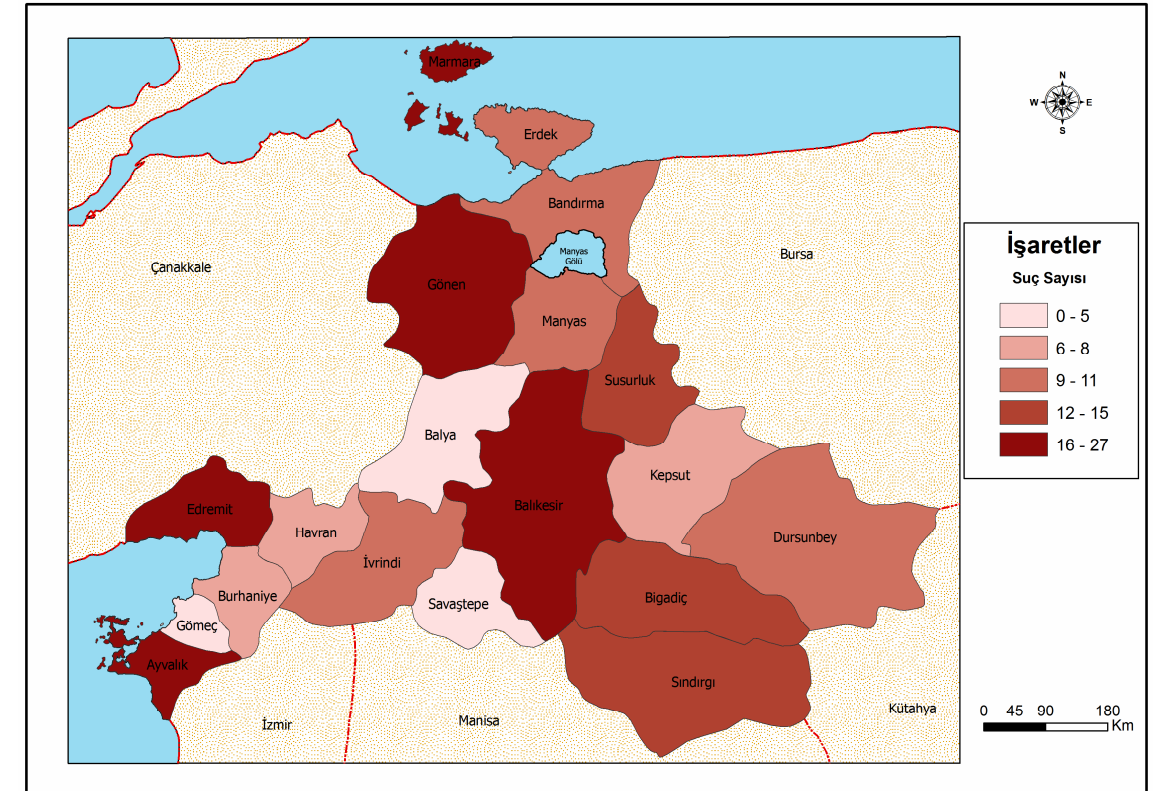 Marmara
Erdek
Bandırma
Manyas
Gölü
Çanakkale
Bursa
Gönen
Manyas
Susurluk
Balya
Kepsut
Edremit
Balıkesir
Havran
Dursunbey
İvrindi
Burhaniye
Savaştepe
Bigadiç
Gömeç
Ayvalık
Sındırgı
İzmir
Manisa
Kütahya
N
W E
S
İşaretler
Suç Sayısı
0 - 5
6 - 8
9 - 11
12 - 15
16 - 27
0 45 90 180
Km